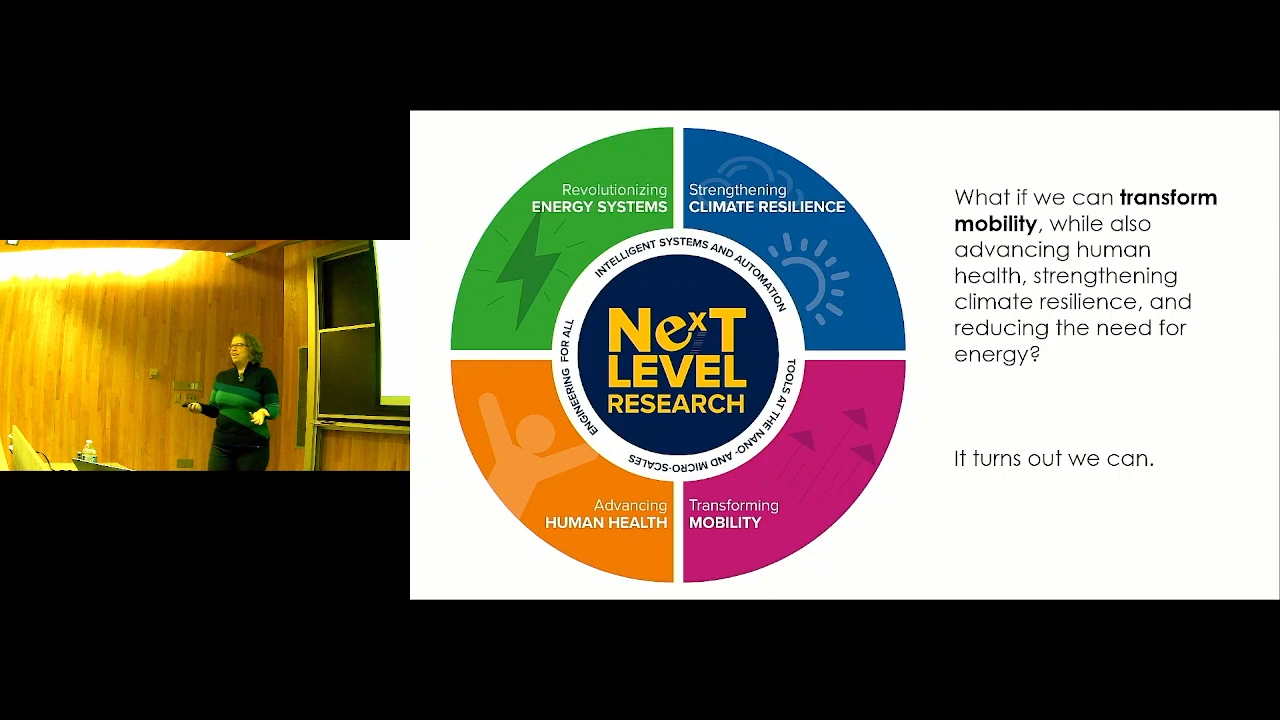 Revolutionizing
ENERGY SYSTEMS
Strengthening
CLIMATE RESILIENCE
INTELLIGENT SYSTEMS AND AUTOMATION
ENGINEERING FOR ALL
TOOLS AT THE NANO- AND MICRO-SCALES
NexT
LEVEL
RESEARCH
Advancing
HUMAN HEALTH
Transforming
MOBILITY
What if we can transform
mobility, while also
advancing human
health, strengthening
climate resilience, and
reducing the need for
energy?
It turns out we can.